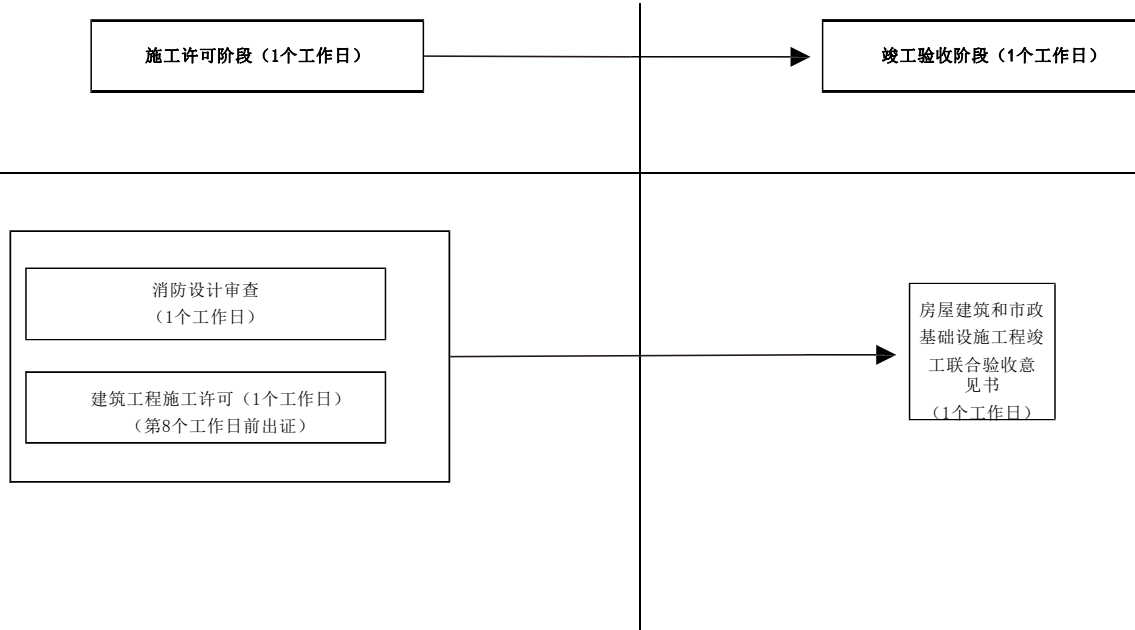 施工许可阶段（1个工作日）
竣工验收阶段（1个工作日）
消防设计审查
（1个工作日）
建筑工程施工许可（1个工作日）
（第8个工作日前出证）
房屋建筑和市政
基础设施工程竣
工联合验收意
见书
（1个工作日）